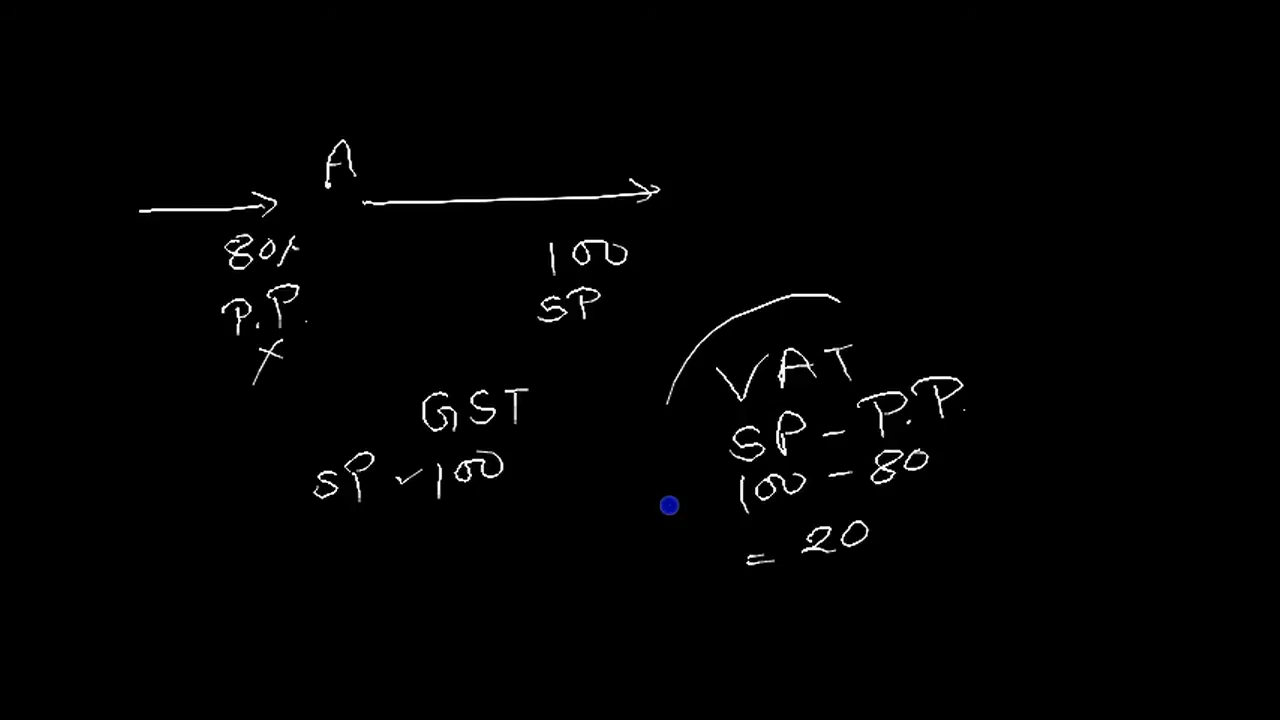 A
80/-
100
P.P.
SP
X
GST
SP ✓ 100
VAT
SP - P.P.
100 - 80
= 20